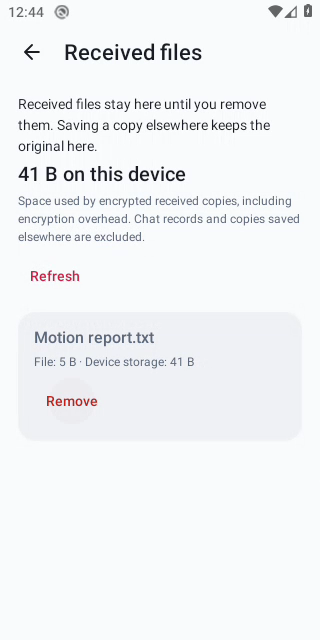 12:44
Received files
Received files stay here until you remove
them. Saving a copy elsewhere keeps the
original here.
41 B on this device
Space used by encrypted received copies, including
encryption overhead. Chat records and copies saved
elsewhere are excluded.
Refresh
Motion report.txt
File: 5 B · Device storage: 41 B
Remove